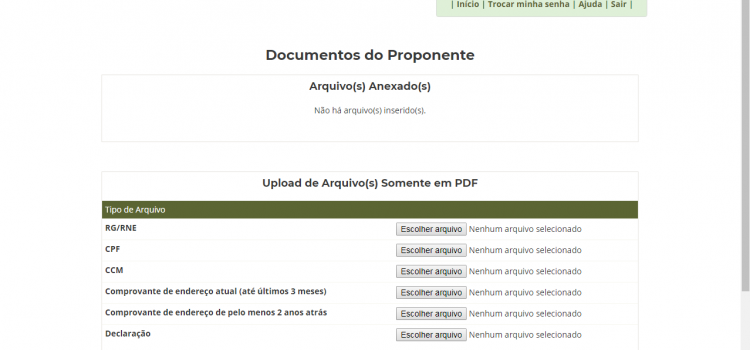 | Início | Trocar minha senha | Ajuda | Sair |
Documentos do Proponente
Arquivo(s) Anexado(s)
Não há arquivo(s) inserido(s).
Upload de Arquivo(s) Somente em PDF
Tipo de Arquivo
RG/RNE Escolher arquivo Nenhum arquivo selecionado
CPF Escolher arquivo Nenhum arquivo selecionado
CCM Escolher arquivo Nenhum arquivo selecionado
Comprovante de endereço atual (até últimos 3 meses) Escolher arquivo Nenhum arquivo selecionado
Comprovante de endereço de pelo menos 2 anos atrás Escolher arquivo Nenhum arquivo selecionado
Declaração Escolher arquivo Nenhum arquivo selecionado